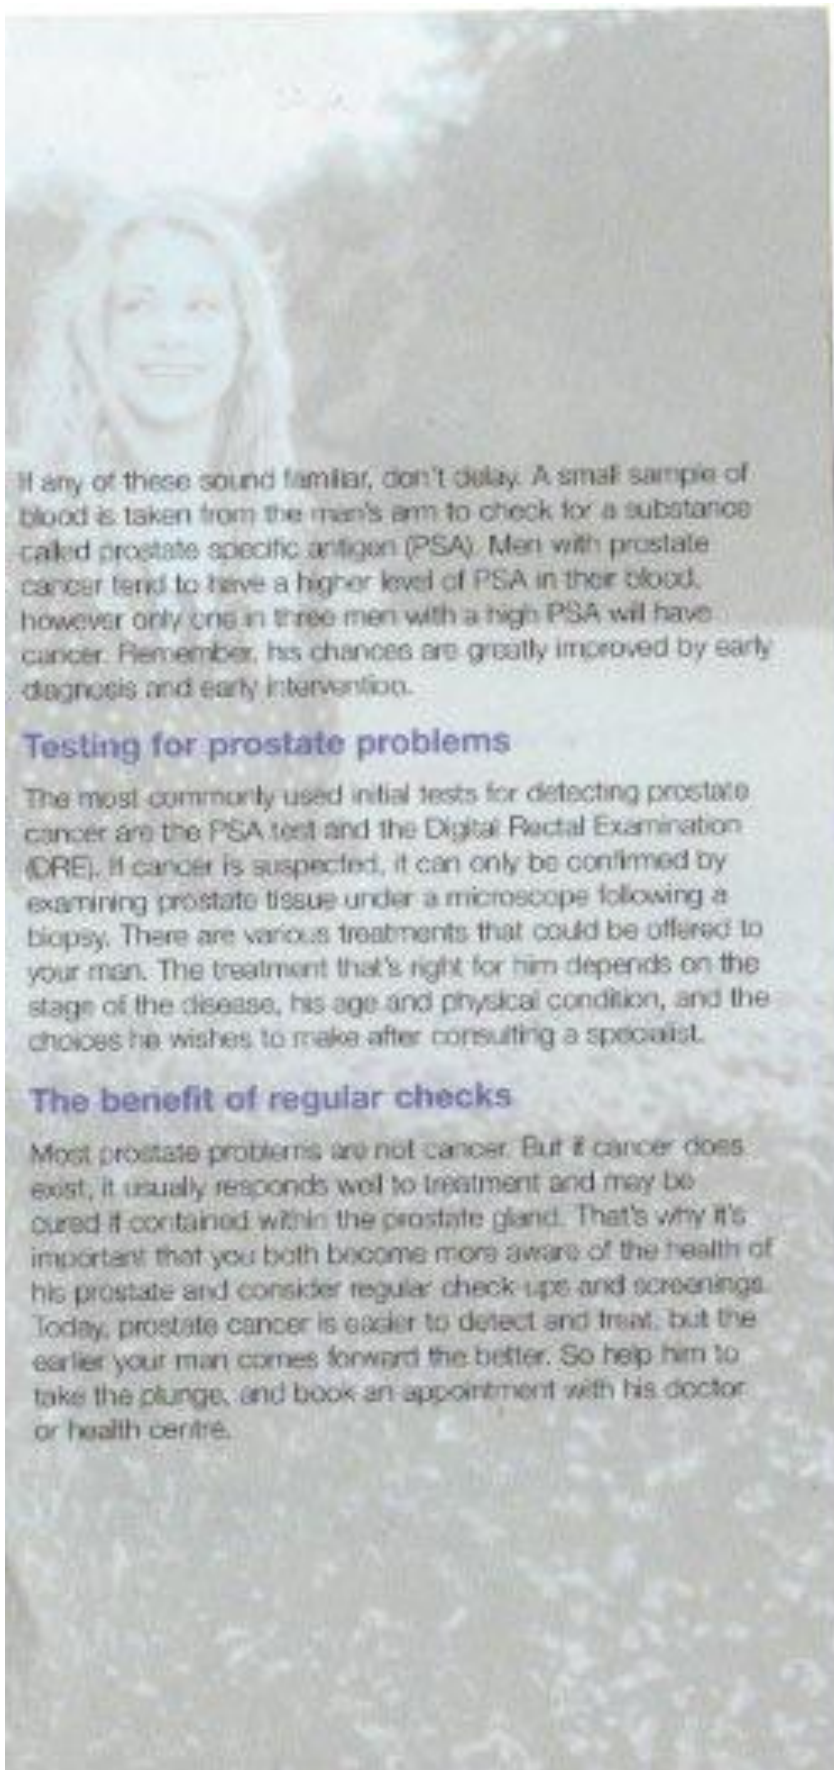 If any of these sound familiar, don't delay. A small sample of
blood is taken from the man's arm to check for a substance
called prostate specific antigen (PSA). Men with prostate
cancer tend to have a higher level of PSA in their blood,
however only one in three men with a high PSA will have
cancer. Remember, his chances are greatly improved by early
diagnosis and early intervention.
Testing for prostate problems
The most commonly used initial tests for detecting prostate
cancer are the PSA test and the Digital Rectal Examination
(DRE). If cancer is suspected, it can only be confirmed by
examining prostate tissue under a microscope following a
biopsy. There are various treatments that could be offered to
your man. The treatment that's right for him depends on the
stage of the disease, his age and physical condition, and the
choices he wishes to make after consulting a specialist.
The benefit of regular checks
Most prostate problems are not cancer. But if cancer does
exist, it usually responds well to treatment and may be
cured if contained within the prostate gland. That's why it's
important that you both become more aware of the health of
his prostate and consider regular check-ups and screenings.
Today, prostate cancer is easier to detect and treat, but the
earlier your man comes forward the better. So help him to
take the plunge, and book an appointment with his doctor
or health centre.